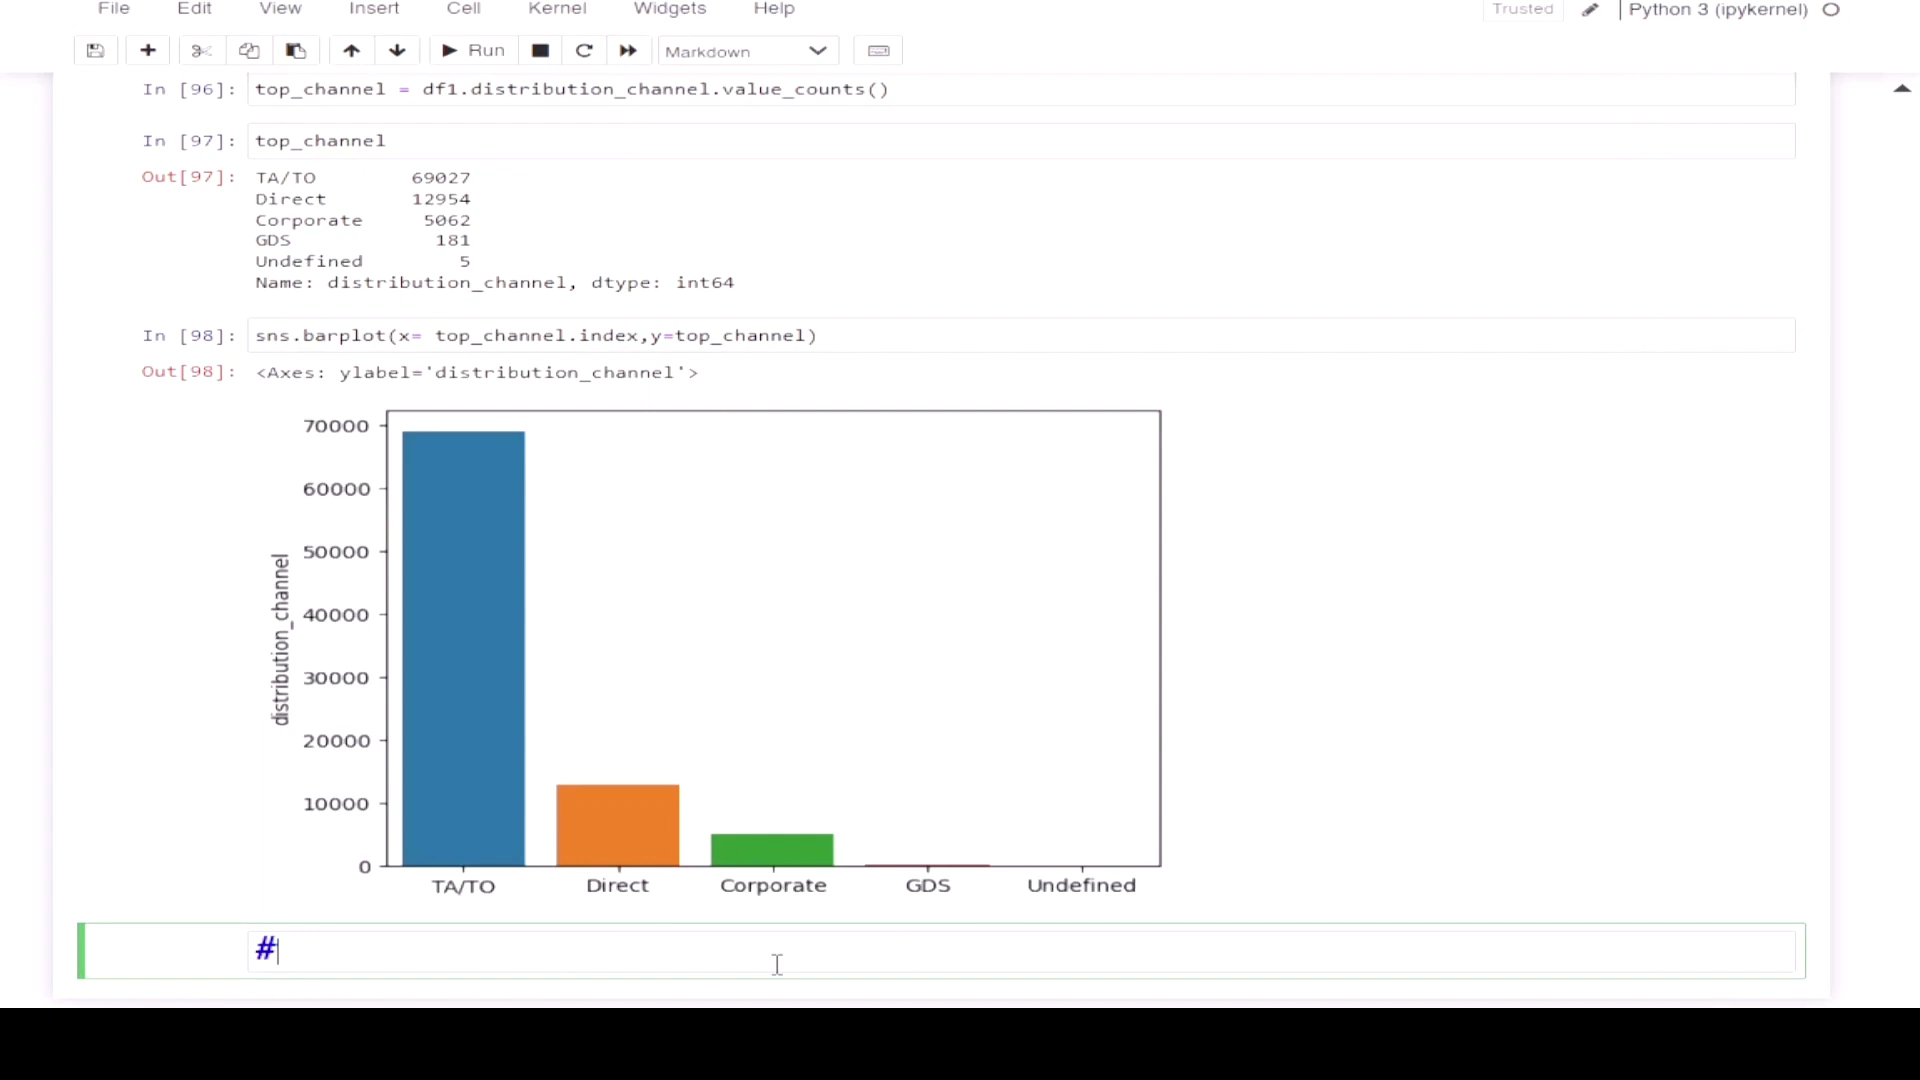 File Edit View Insert Cell Kernel Widgets Help Trusted Python 3 (ipykernel)
Run Markdown
In [96]: top_channel = df1.distribution_channel.value_counts()
In [97]: top_channel
Out[97]: TA/TO 69027
Direct 12954
Corporate 5062
GDS 181
Undefined 5
Name: distribution_channel, dtype: int64
In [98]: sns.barplot(x= top_channel.index,y=top_channel)
Out[98]: <Axes: ylabel='distribution_channel'>
70000
60000
50000
40000
30000
20000
10000
0
distribution_channel
TA/TO Direct Corporate GDS Undefined
#